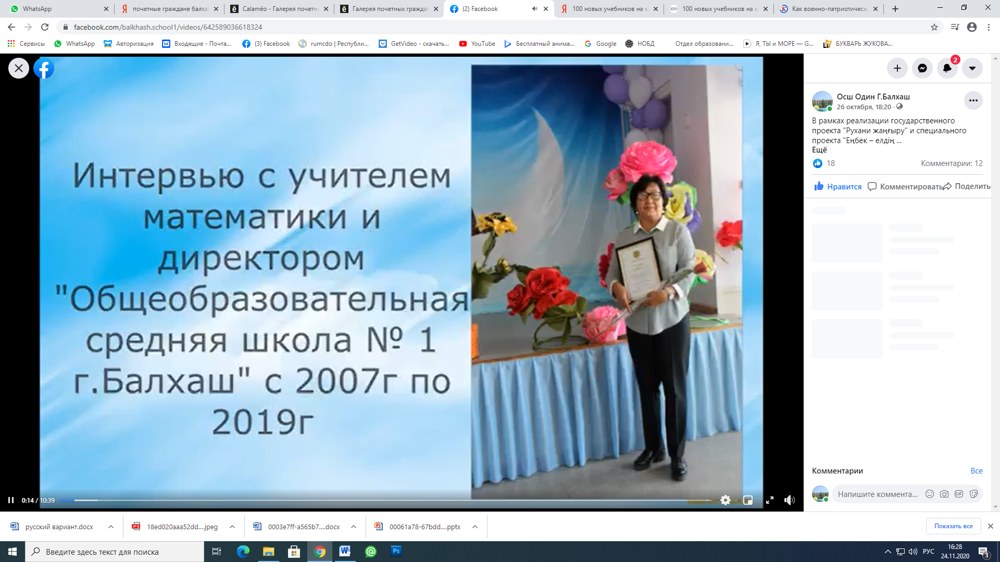 WhatsApp
почетные граждане балха
Calaméo - Галерея почетн
Галерея почетных граждан
(2) Facebook
100 новых учебников на к
100 новых учебников на к
Как военно-патриотическ
facebook.com/balkhash.school1/videos/642589036618324
Сервисы
WhatsApp
Авторизация
Входящие - Почта...
(3) Facebook
rumcdo | Республи...
GetVideo - скачать...
YouTube
Бесплатный анима...
Google
НОБД
Отдел образовани...
Я, ТЫ и МОРЕ — G...
БУКВАРЬ ЖУКОВА...
Интервью с учителем
математики и
директором
"Общеобразовательная
средняя школа № 1
г.Балхаш" с 2007г по
2019г
0:14 / 10:39
2
Осш Один Г.Балхаш
26 октября, 18:20 ·
В рамках реализации государственного
проекта "Рухани жаңғыру" и специального
проекта "Еңбек – елдің ...
Ещё
18
Комментарии: 12
Нравится
Комментировать
Поделить
Комментарии
Все
Напишите коммента...
GIF
русский вариант.docx
18ed020aaa52dd....jpeg
0003e7ff-a565b7....docx
00061a78-67bdd....pptx
Показать все
Введите здесь текст для поиска
РУС
16:28
24.11.2020
3